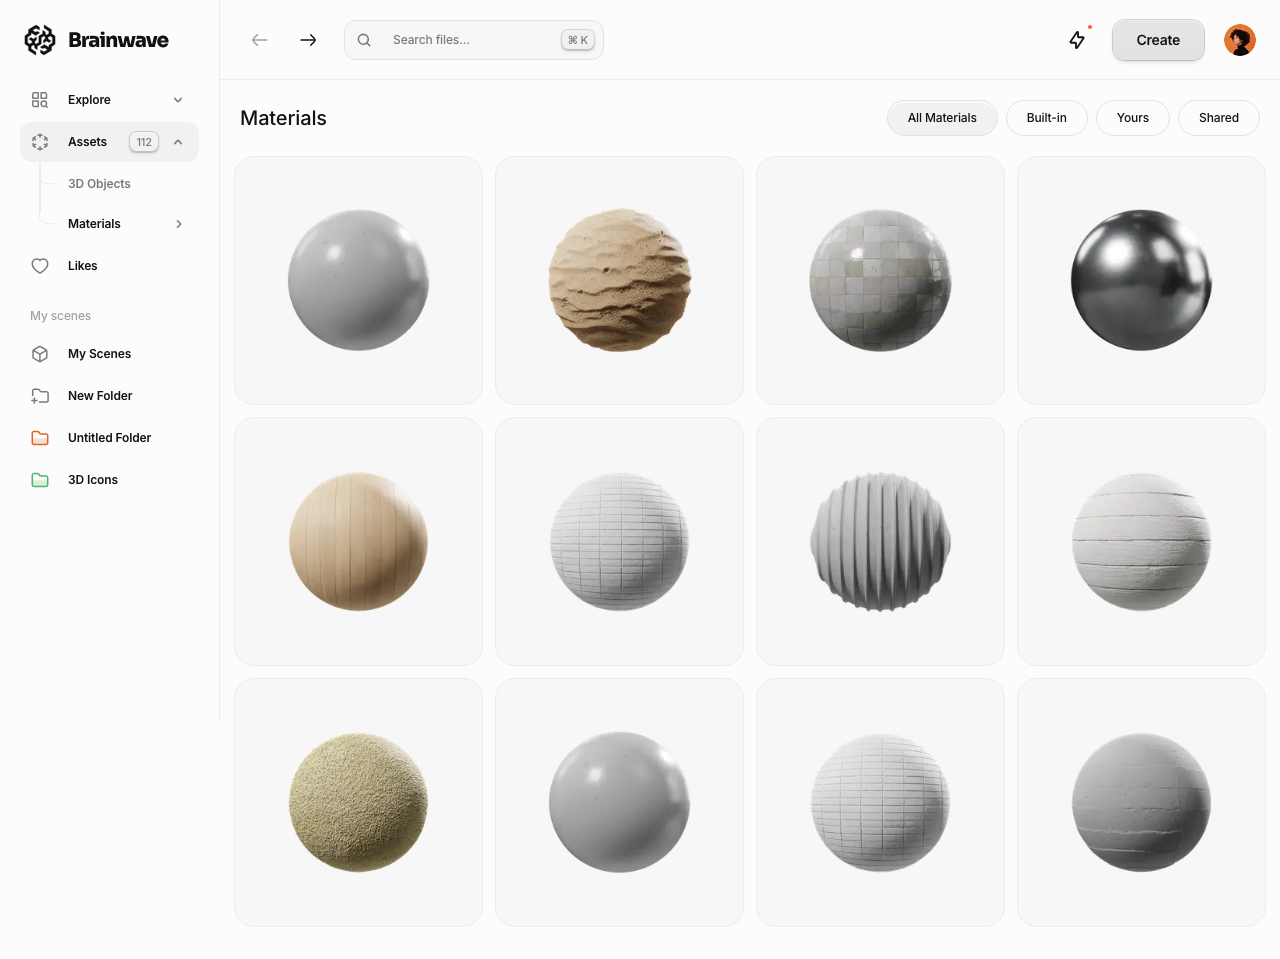 Brainwave
Search files...
⌘ K
Create
Explore
Assets
112
3D Objects
Materials
Likes
My scenes
My Scenes
New Folder
Untitled Folder
3D Icons
Materials
All Materials
Built-in
Yours
Shared